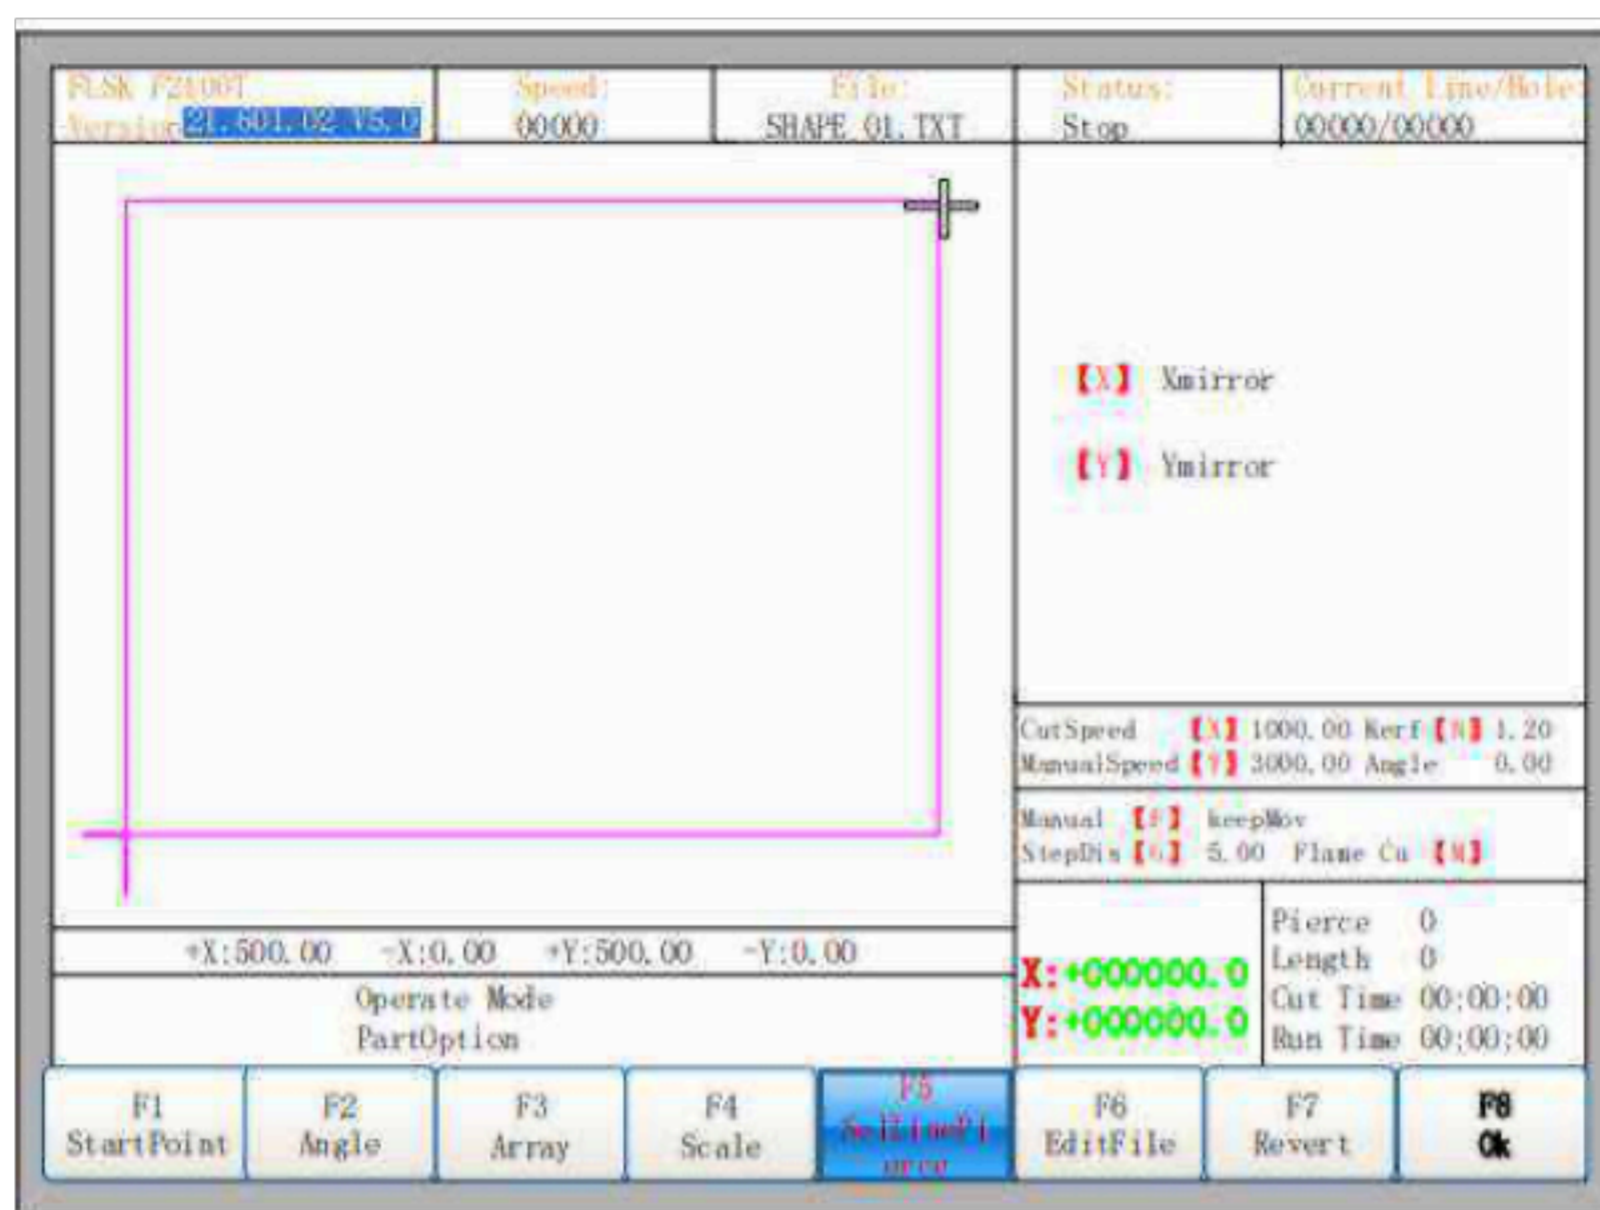 FLSK F2100T
Version 21.601.02 V5.0
Speed:
00000
File:
SHAPE_01.TXT
Status:
Stop
Current Line/Hole:
00000/00000
【X】 Xmirror
【Y】 Ymirror
CutSpeed 【X】 1000.00 Kerf【N】 1.20
ManualSpeed【Y】 3000.00 Angle 0.00
Manual 【F】 keepMov
StepDis【G】 5.00 Flame Cu 【M】
+X:500.00 -X:0.00 +Y:500.00 -Y:0.00
Operate Mode
PartOption
X:+000000.0
Y:+000000.0
Pierce 0
Length 0
Cut Time 00:00:00
Run Time 00:00:00
F1
StartPoint
F2
Angle
F3
Array
F4
Scale
F5
SelLinePi
erce
F6
EditFile
F7
Revert
F8
Ok